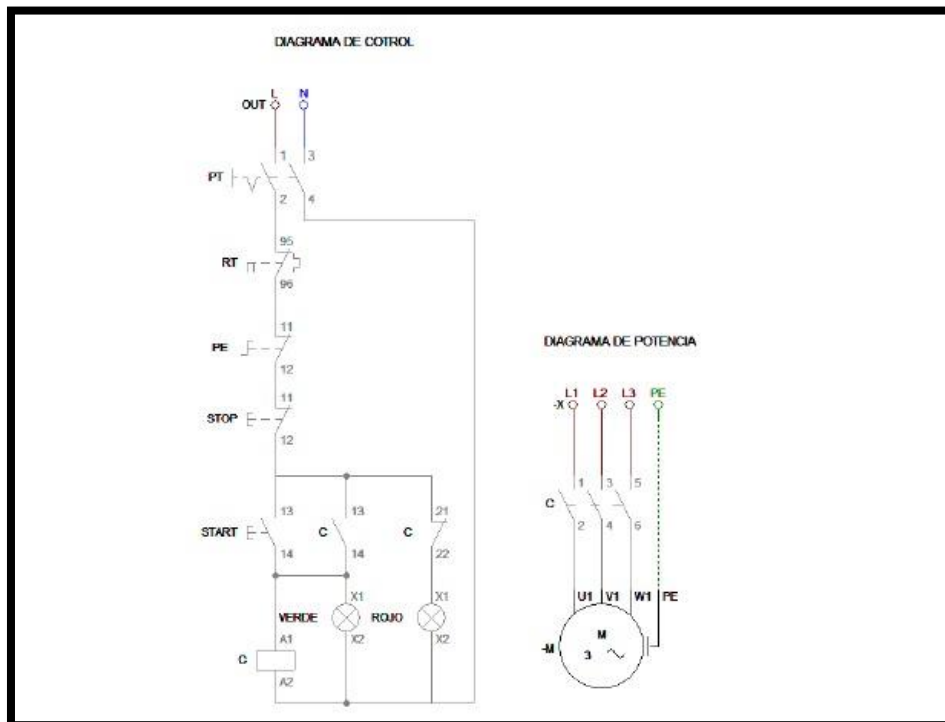 DIAGRAMA DE COTROL
L N
OUT
1 3
PT
2 4
95
RT
96
11
PE
12
11
STOP
12
13 13 21
START C C
14 14 22
X1 X1
VERDE ROJO
A1 X2 X2
C
A2
DIAGRAMA DE POTENCIA
L1 L2 L3 PE
-X
1 3 5
C
2 4 6
U1 V1 W1 PE
M
-M
3